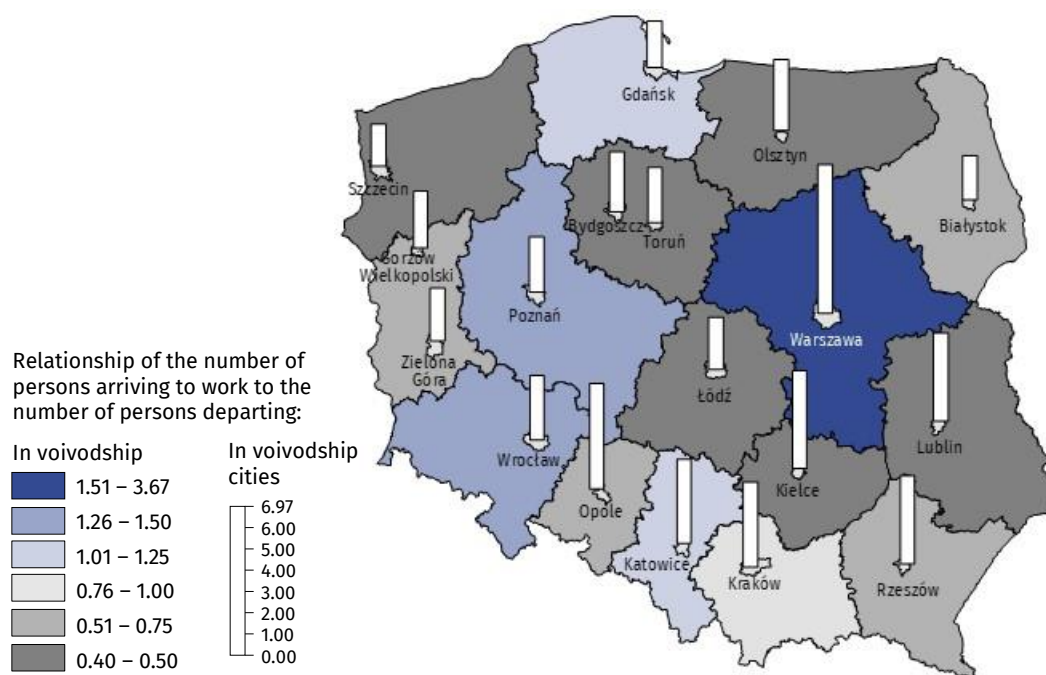 Gdańsk
Olsztyn
Szczecin
Bydgoszcz
Toruń
Białystok
Gorzów
Wielkopolski
Poznań
Warszawa
Zielona
Góra
Łódź
Lublin
Wrocław
Kielce
Opole
Katowice
Kraków
Rzeszów
Relationship of the number of
persons arriving to work to the
number of persons departing:
In voivodship
1.51 – 3.67
1.26 – 1.50
1.01 – 1.25
0.76 – 1.00
0.51 – 0.75
0.40 – 0.50
In voivodship
cities
6.97
6.00
5.00
4.00
3.00
2.00
1.00
0.00